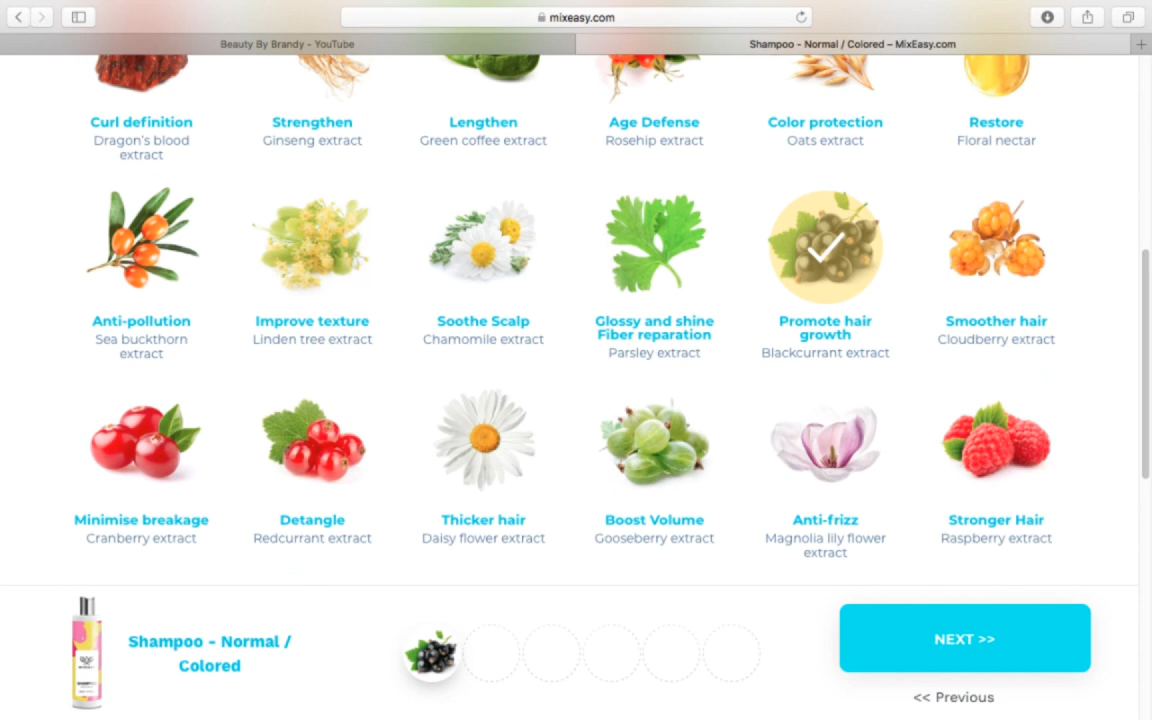 mixeasy.com
Beauty By Brandy - YouTube
Shampoo - Normal / Colored – MixEasy.com
Curl definition
Dragon's blood
extract
Strengthen
Ginseng extract
Lengthen
Green coffee extract
Age Defense
Rosehip extract
Color protection
Oats extract
Restore
Floral nectar
Anti-pollution
Sea buckthorn
extract
Improve texture
Linden tree extract
Soothe Scalp
Chamomile extract
Glossy and shine
Fiber reparation
Parsley extract
Promote hair
growth
Blackcurrant extract
Smoother hair
Cloudberry extract
Minimise breakage
Cranberry extract
Detangle
Redcurrant extract
Thicker hair
Daisy flower extract
Boost Volume
Gooseberry extract
Anti-frizz
Magnolia lily flower
extract
Stronger Hair
Raspberry extract
Shampoo - Normal /
Colored
NEXT >>
<< Previous